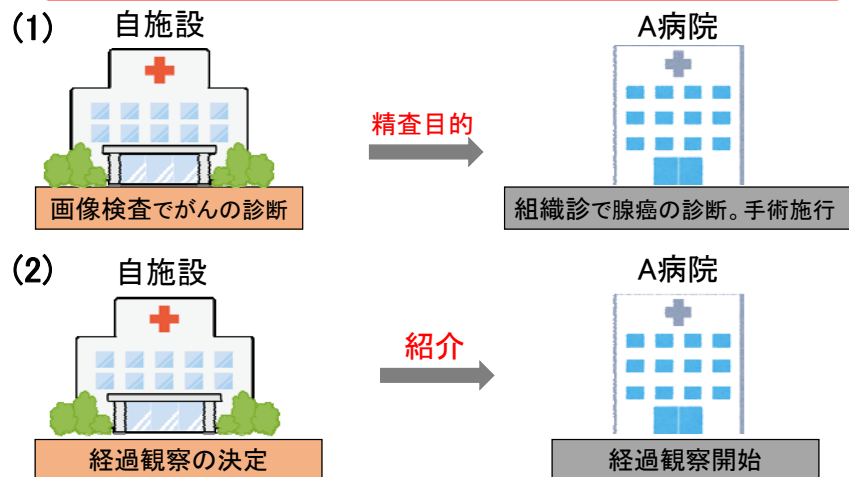 (1)
自施設
A病院
精査目的
画像検査でがんの診断
組織診で腺癌の診断。手術施行
(2)
自施設
A病院
紹介
経過観察の決定
経過観察開始